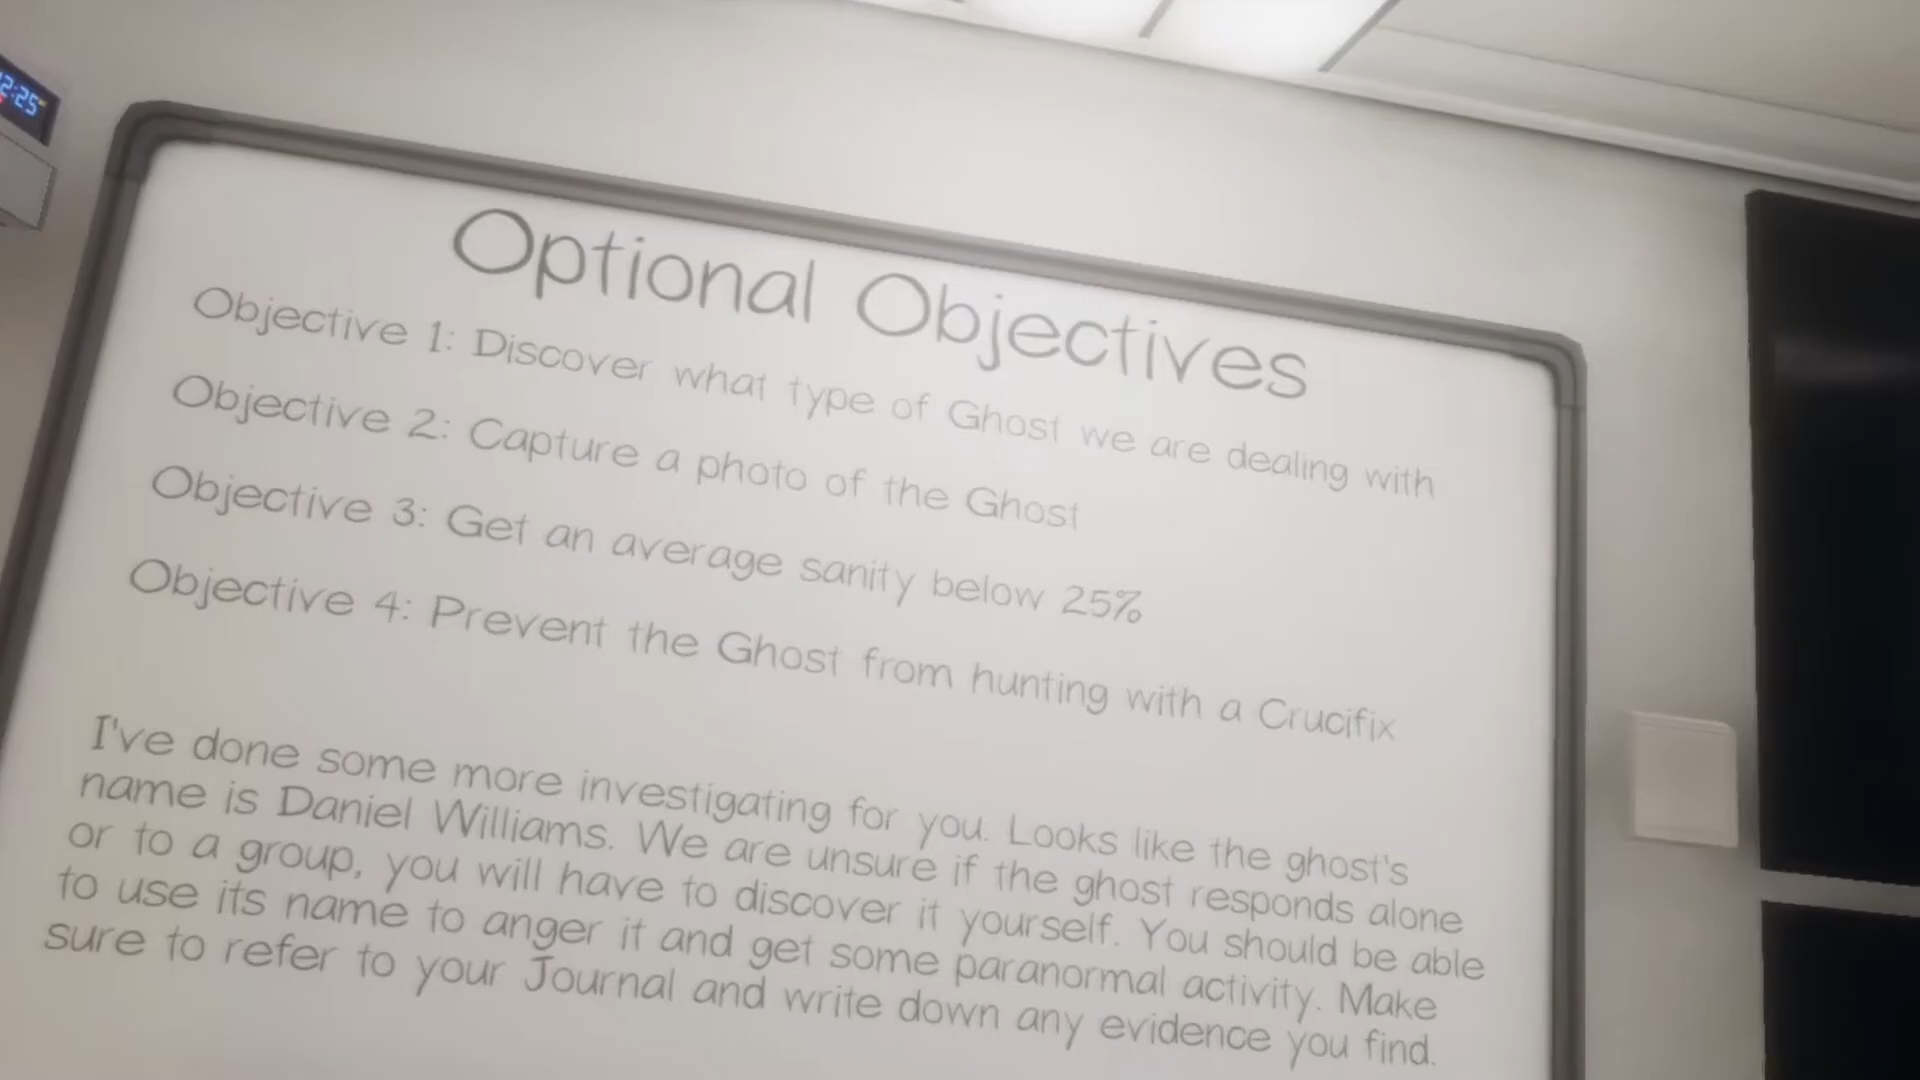 2:25
Optional Objectives
Objective 1: Discover what type of Ghost we are dealing with
Objective 2: Capture a photo of the Ghost
Objective 3: Get an average sanity below 25%
Objective 4: Prevent the Ghost from hunting with a Crucifix
I've done some more investigating for you. Looks like the ghost's
name is Daniel Williams. We are unsure if the ghost responds alone
or to a group, you will have to discover it yourself. You should be able
to use its name to anger it and get some paranormal activity. Make
sure to refer to your Journal and write down any evidence you find.